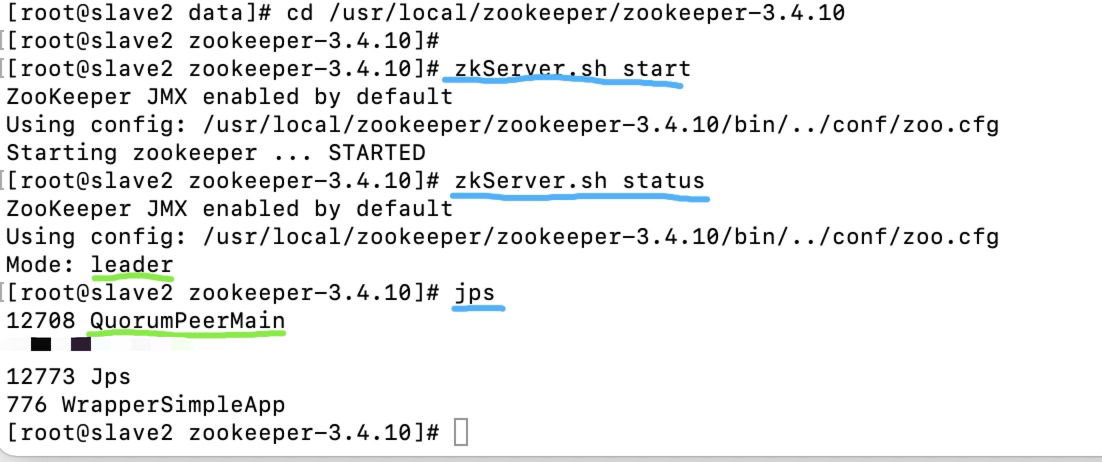 [root@slave2 data]# cd /usr/local/zookeeper/zookeeper-3.4.10
[root@slave2 zookeeper-3.4.10]#
[root@slave2 zookeeper-3.4.10]# zkServer.sh start
ZooKeeper JMX enabled by default
Using config: /usr/local/zookeeper/zookeeper-3.4.10/bin/../conf/zoo.cfg
Starting zookeeper ... STARTED
[root@slave2 zookeeper-3.4.10]# zkServer.sh status
ZooKeeper JMX enabled by default
Using config: /usr/local/zookeeper/zookeeper-3.4.10/bin/../conf/zoo.cfg
Mode: leader
[root@slave2 zookeeper-3.4.10]# jps
12708 QuorumPeerMain
12773 Jps
776 WrapperSimpleApp
[root@slave2 zookeeper-3.4.10]#